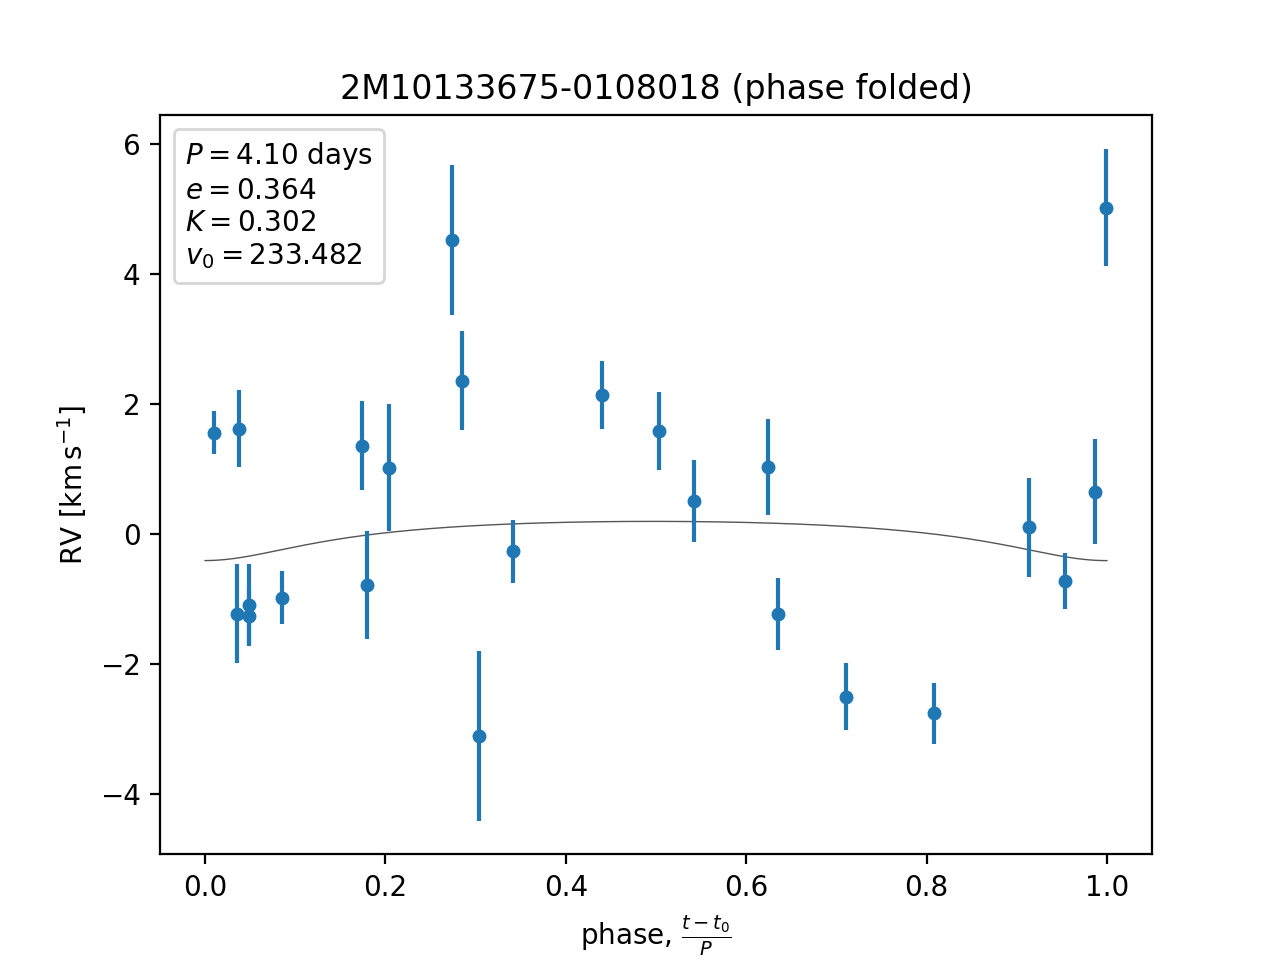 2M10133675-0108018 (phase folded)
P = 4.10 days
e = 0.364
K = 0.302
v₀ = 233.482
6
4
2
0
−2
−4
RV [km s⁻¹]
0.0 0.2 0.4 0.6 0.8 1.0
phase, (t − t₀)/P